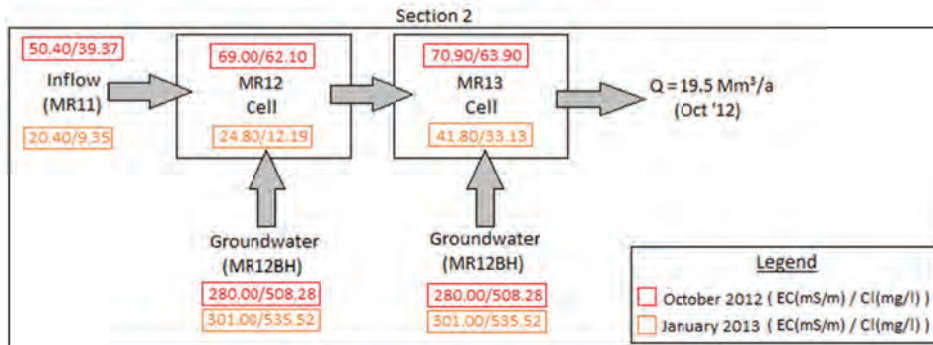 Section 2
50.40/39.37
Inflow
(MR11)
20.40/9.35
69.00/62.10
MR12
Cell
24.80/12.19
70.90/63.90
MR13
Cell
41.80/33.13
Q = 19.5 Mm³/a
(Oct '12)
Groundwater
(MR12BH)
280.00/508.28
301.00/535.52
Groundwater
(MR12BH)
280.00/508.28
301.00/535.52
Legend
October 2012 ( EC(mS/m) / Cl(mg/l) )
January 2013 ( EC(mS/m) / Cl(mg/l) )